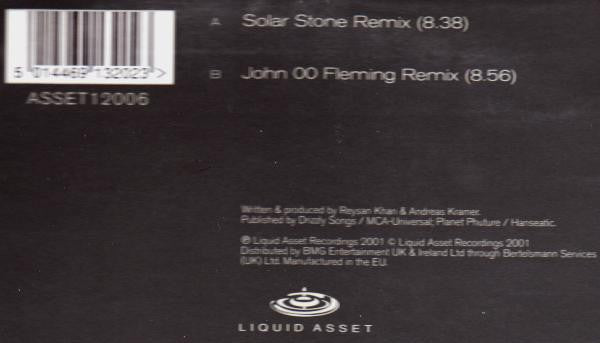 A Solar Stone Remix (8.38)
B John 00 Fleming Remix (8.56)
5 014469 132023 >
ASSET12006
Written & produced by Reysan Khan & Andreas Kramer.
Published by Drizzly Songs / MCA-Universal; Planet Phuture / Hanseatic.
℗ Liquid Asset Recordings 2001 © Liquid Asset Recordings 2001
Distributed by BMG Entertainment UK & Ireland Ltd through Bertelsmann Services
(UK) Ltd. Manufactured in the EU.
LIQUID ASSET